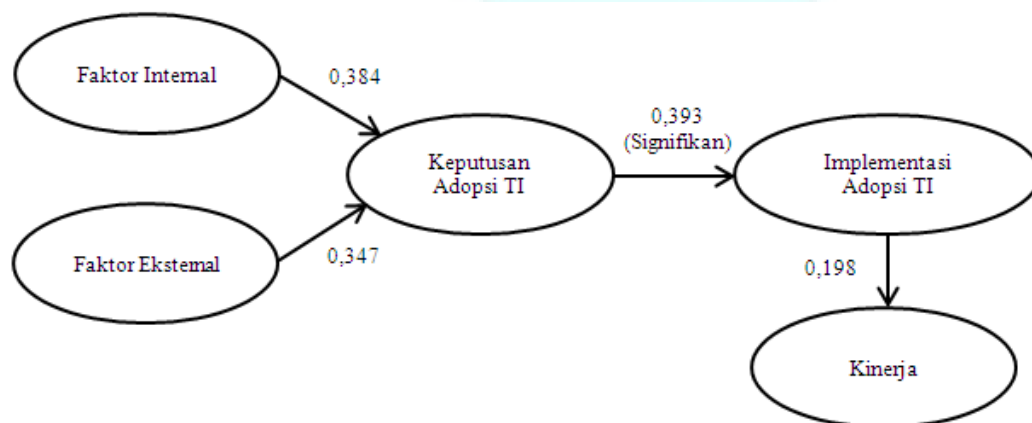 Faktor Internal
0,384
0,393
(Signifikan)
Keputusan
Adopsi TI
Implementasi
Adopsi TI
Faktor Eksternal
0,347
0,198
Kinerja